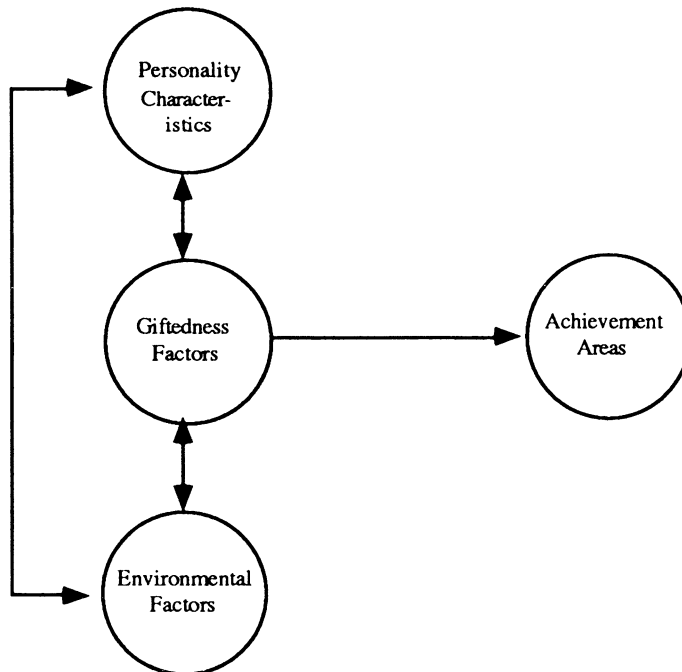 Personality
Character-
istics
Giftedness
Factors
Achievement
Areas
Environmental
Factors